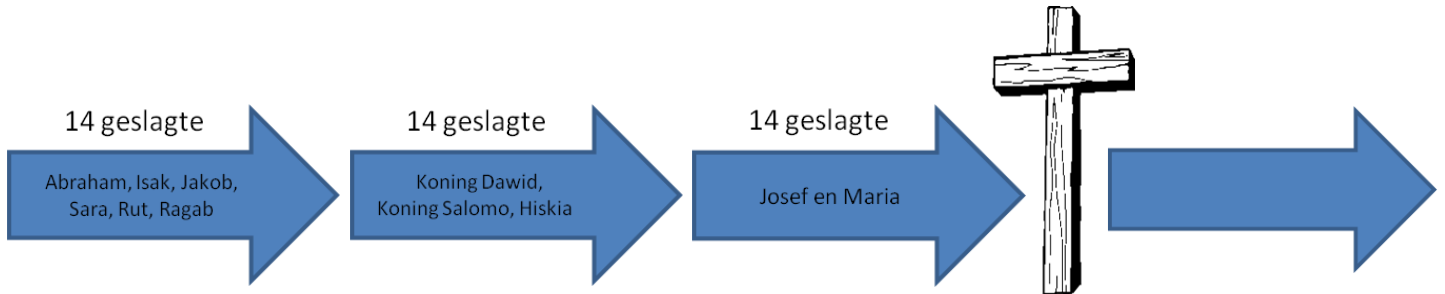 14 geslagte
Abraham, Isak, Jakob,
Sara, Rut, Ragab
14 geslagte
Koning Dawid,
Koning Salomo, Hiskia
14 geslagte
Josef en Maria